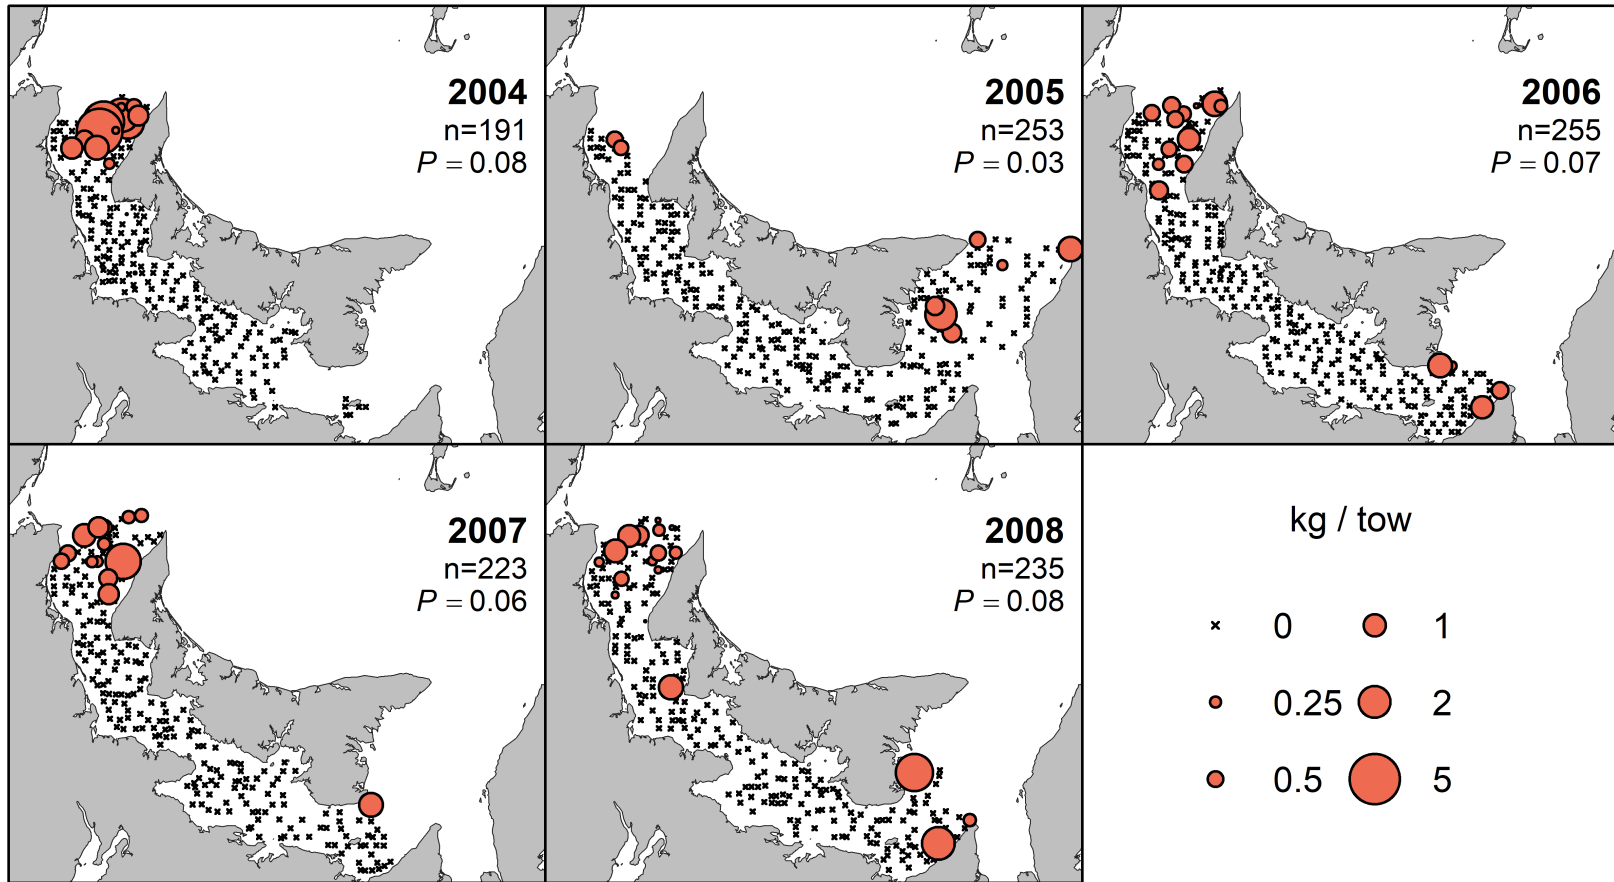 2004
n=191
P = 0.08
2005
n=253
P = 0.03
2006
n=255
P = 0.07
2007
n=223
P = 0.06
2008
n=235
P = 0.08
kg / tow
0 1
0.25 2
0.5 5